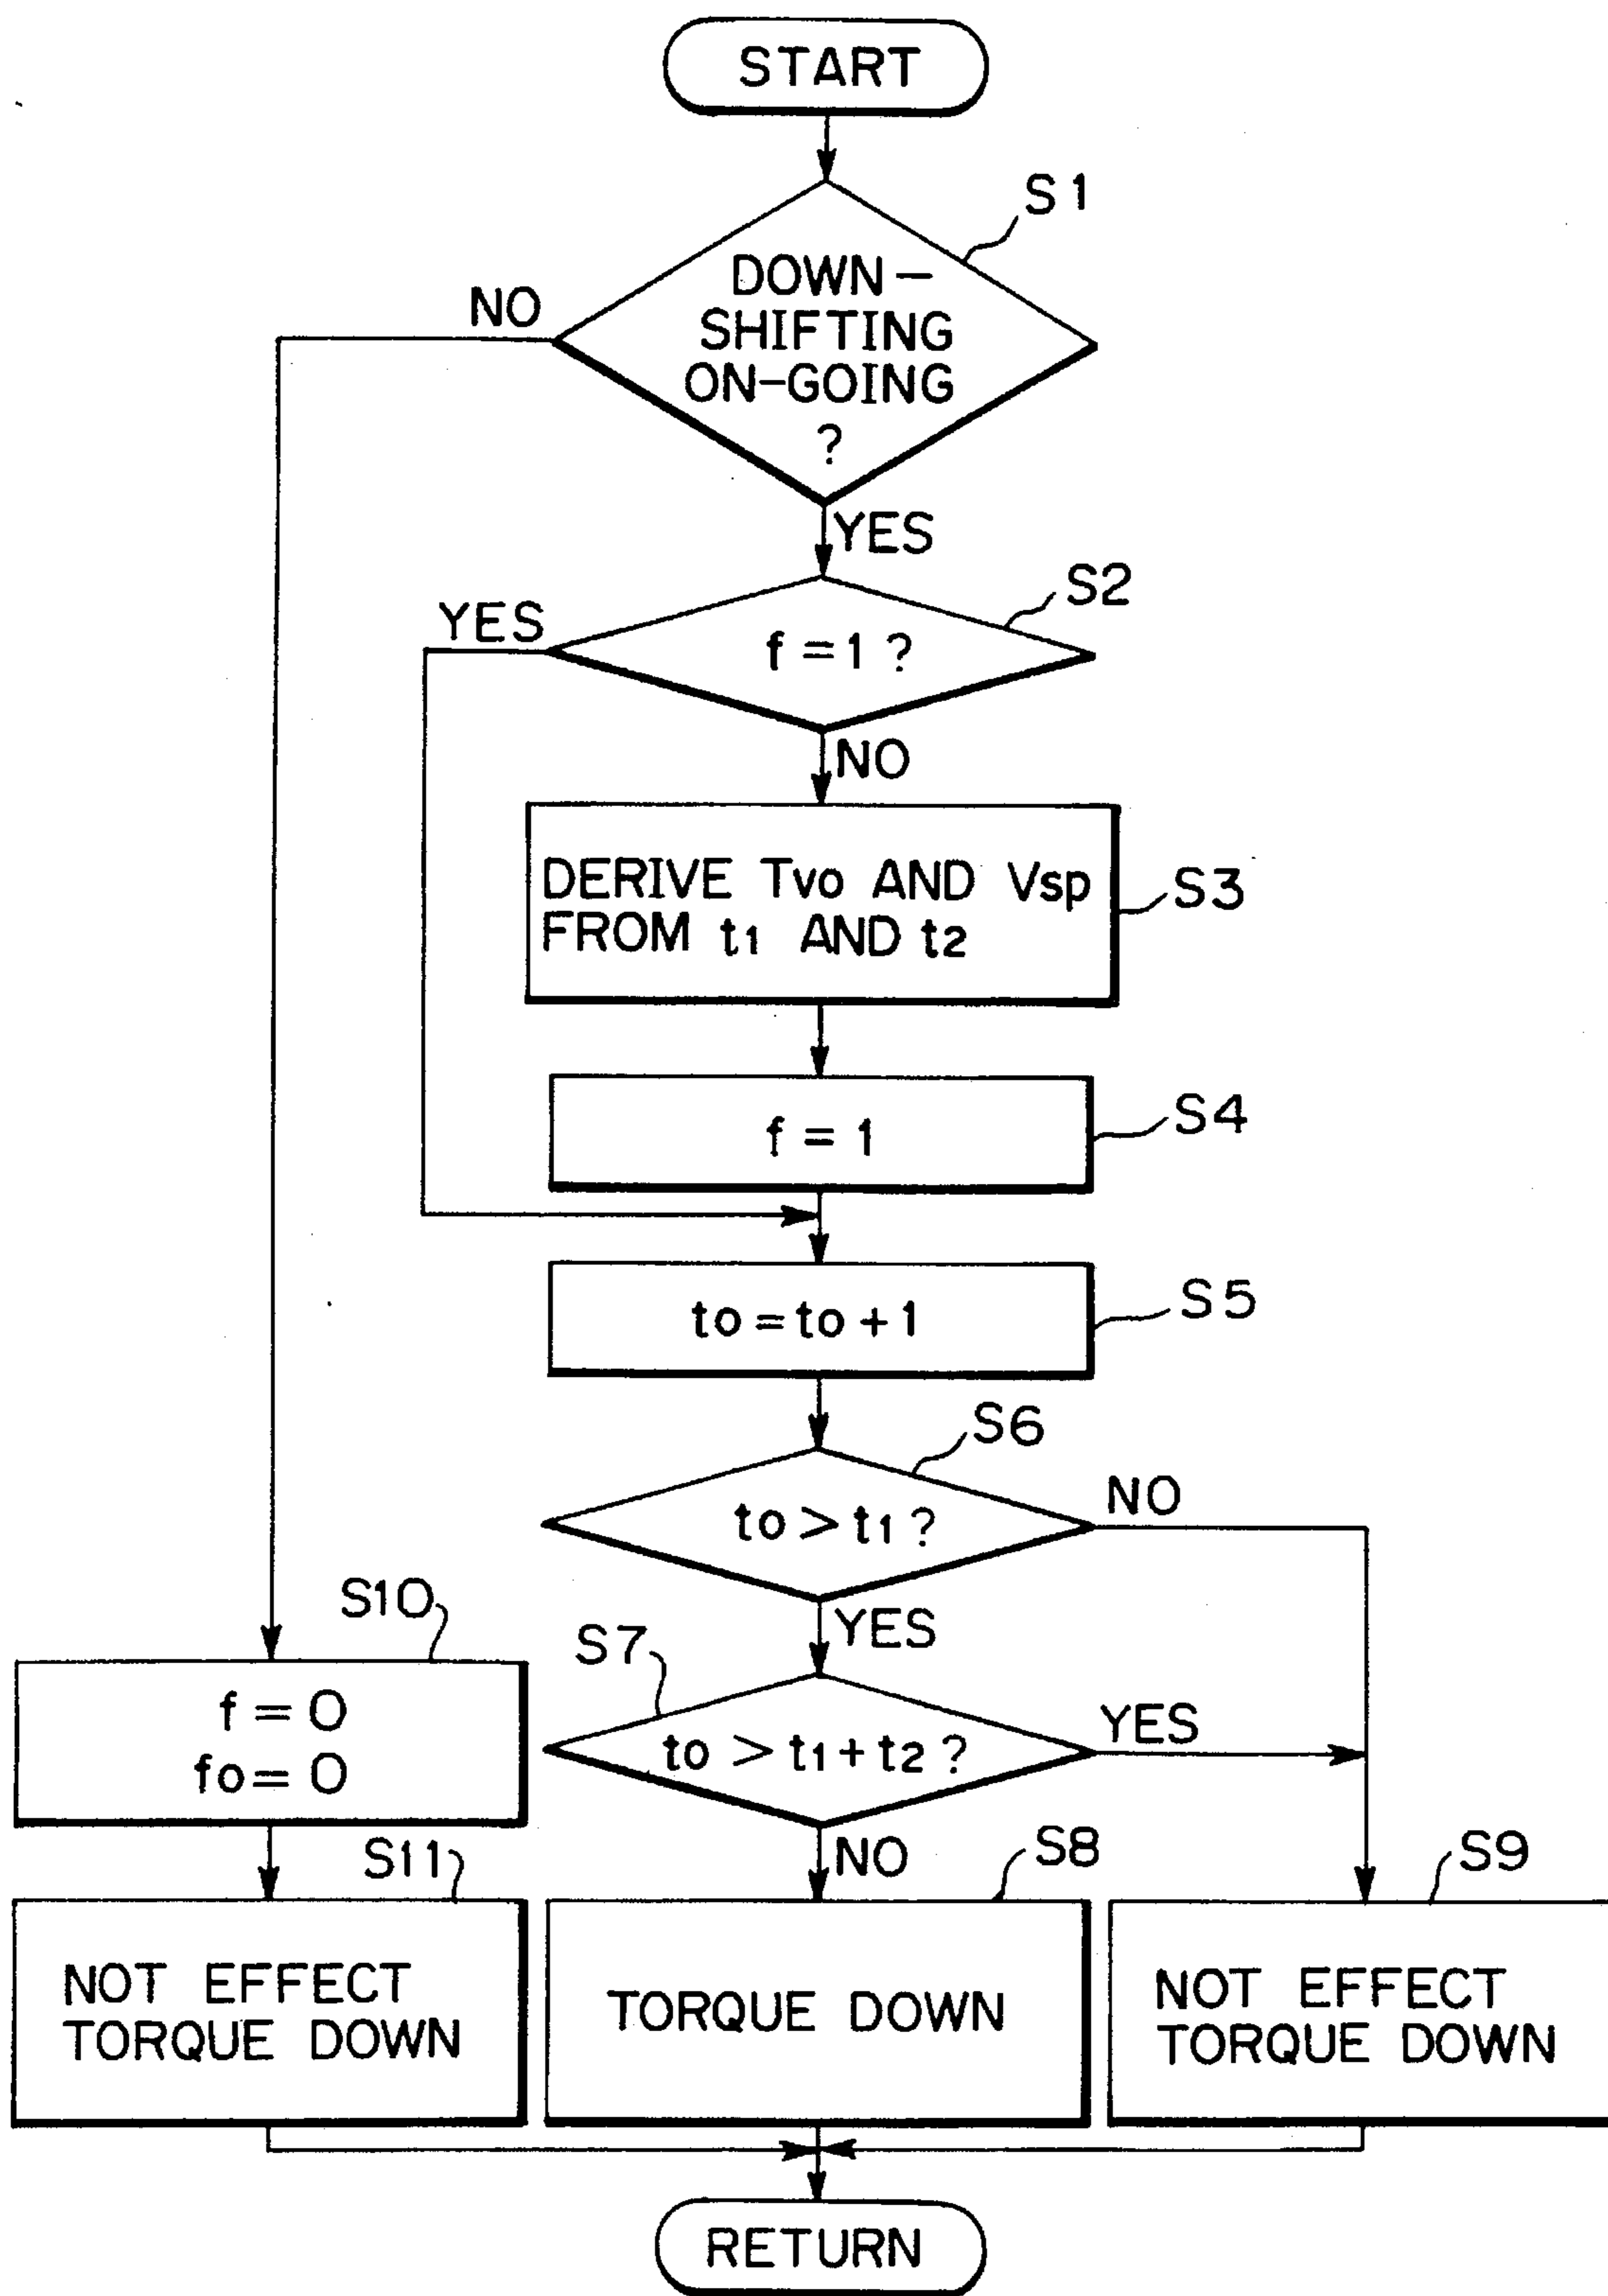 START
S1
DOWN-
SHIFTING
ON-GOING
?
NO
YES
S2
YES
f = 1 ?
NO
DERIVE Tvo AND Vsp
FROM t1 AND t2
S3
f = 1
S4
to = to + 1
S5
S6
to > t1 ?
NO
YES
S10
f = 0
fo = 0
S7
to > t1 + t2 ?
YES
NO
S11
NOT EFFECT
TORQUE DOWN
S8
TORQUE DOWN
S9
NOT EFFECT
TORQUE DOWN
RETURN